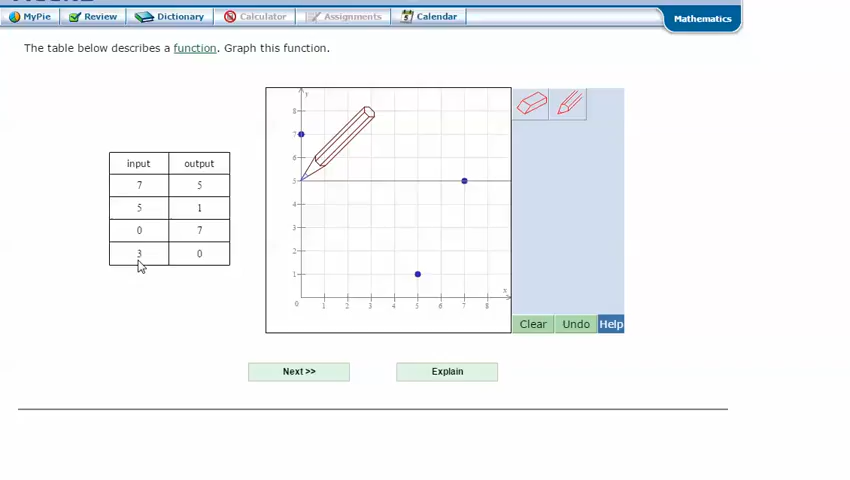 MyPie Review Dictionary Calculator Assignments Calendar Mathematics
The table below describes a function. Graph this function.
input output
7 5
5 1
0 7
3 0
y
8
7
6
5
4
3
2
1
x
0 1 2 3 4 5 6 7 8
Clear Undo Help
Next >> Explain